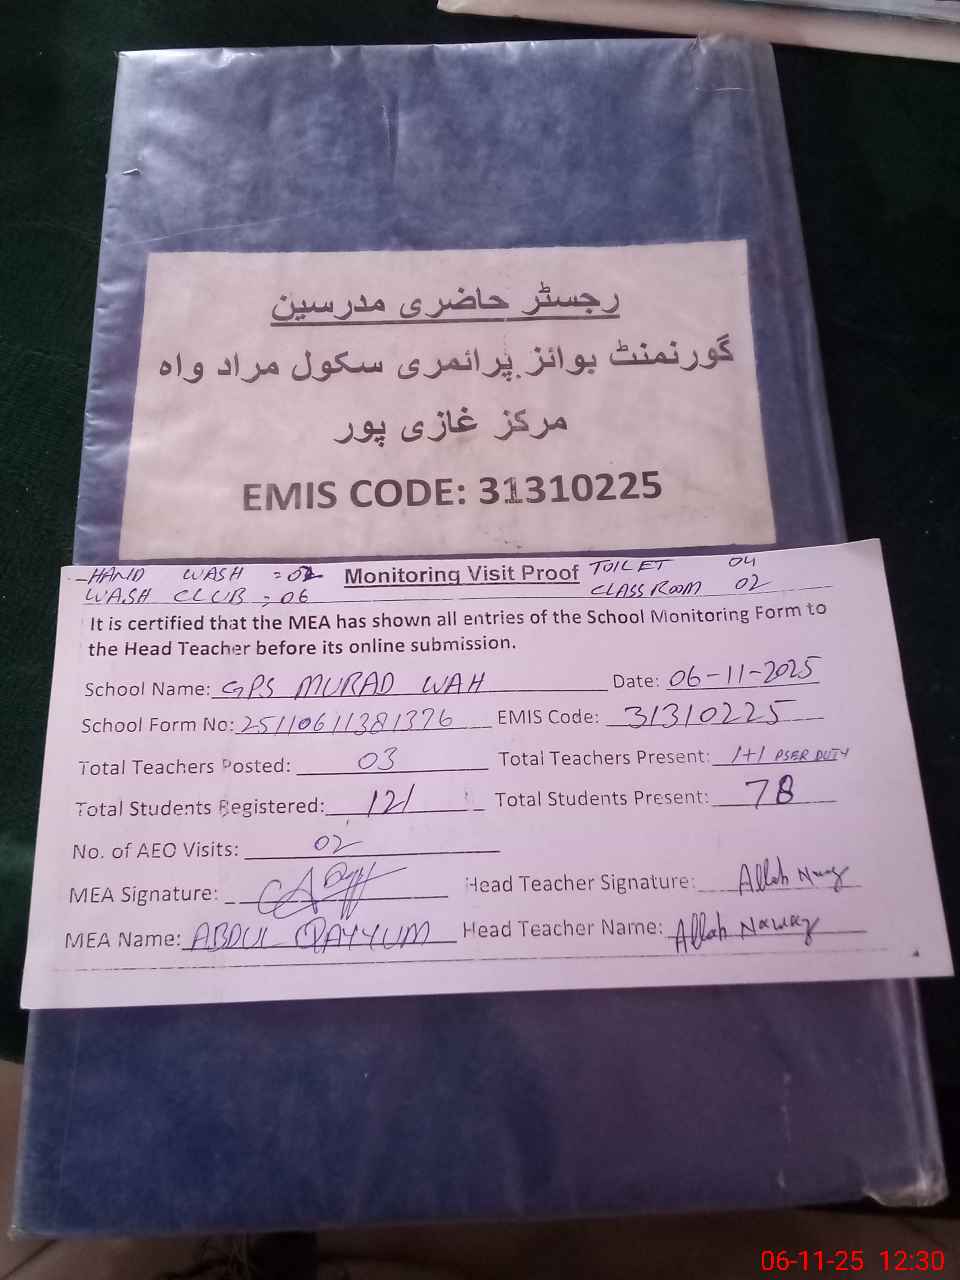 رجسٹر حاضری مدرسین
گورنمنٹ بوائز پرائمری سکول مراد واہ
مرکز غازی پور
EMIS CODE: 31310225
HAND WASH = 02 Monitoring Visit Proof TOILET 04
WASH CLUB = 06 CLASS ROOM 02
It is certified that the MEA has shown all entries of the School Monitoring Form to
the Head Teacher before its online submission.
School Name: GPS MURAD WAH Date: 06-11-2025
School Form No: 25110611381376 EMIS Code: 31310225
Total Teachers Posted: 03 Total Teachers Present: 1+1 PSER DUTY
Total Students Registered: 121 Total Students Present: 78
No. of AEO Visits: 02
MEA Signature: Head Teacher Signature: Allah Nawaz
MEA Name: ABDUL QAYYUM Head Teacher Name: Allah Nawaz
06-11-25 12:30